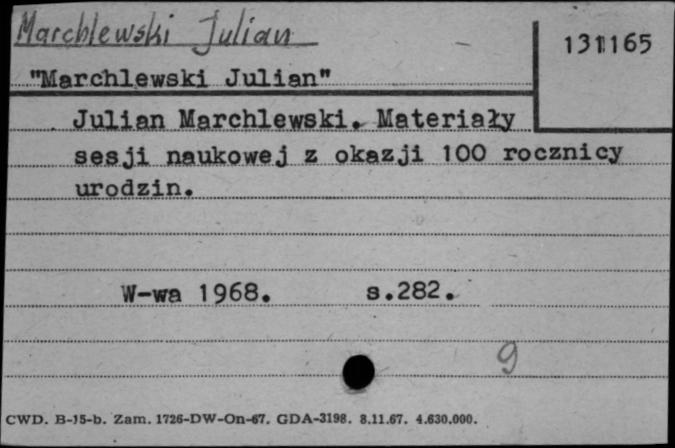 Marchlewski Julian
131165
"Marchlewski Julian"
Julian Marchlewski. Materiały
sesji naukowej z okazji 100 rocznicy
urodzin.
W-wa 1968. s.282.
9
CWD. B-15-b. Zam. 1726-DW-On-67. GDA-3198. 8.11.67. 4.630.000.